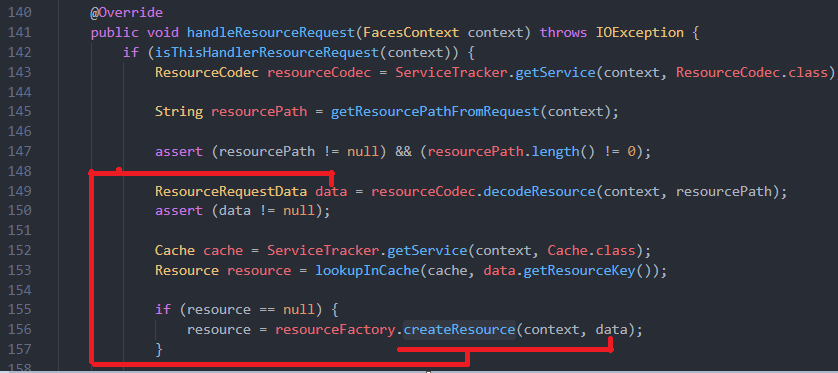 140 @Override
141 public void handleResourceRequest(FacesContext context) throws IOException {
142 if (isThisHandlerResourceRequest(context)) {
143 ResourceCodec resourceCodec = ServiceTracker.getService(context, ResourceCodec.class)
144
145 String resourcePath = getResourcePathFromRequest(context);
146
147 assert (resourcePath != null) && (resourcePath.length() != 0);
148
149 ResourceRequestData data = resourceCodec.decodeResource(context, resourcePath);
150 assert (data != null);
151
152 Cache cache = ServiceTracker.getService(context, Cache.class);
153 Resource resource = lookupInCache(cache, data.getResourceKey());
154
155 if (resource == null) {
156 resource = resourceFactory.createResource(context, data);
157 }
158